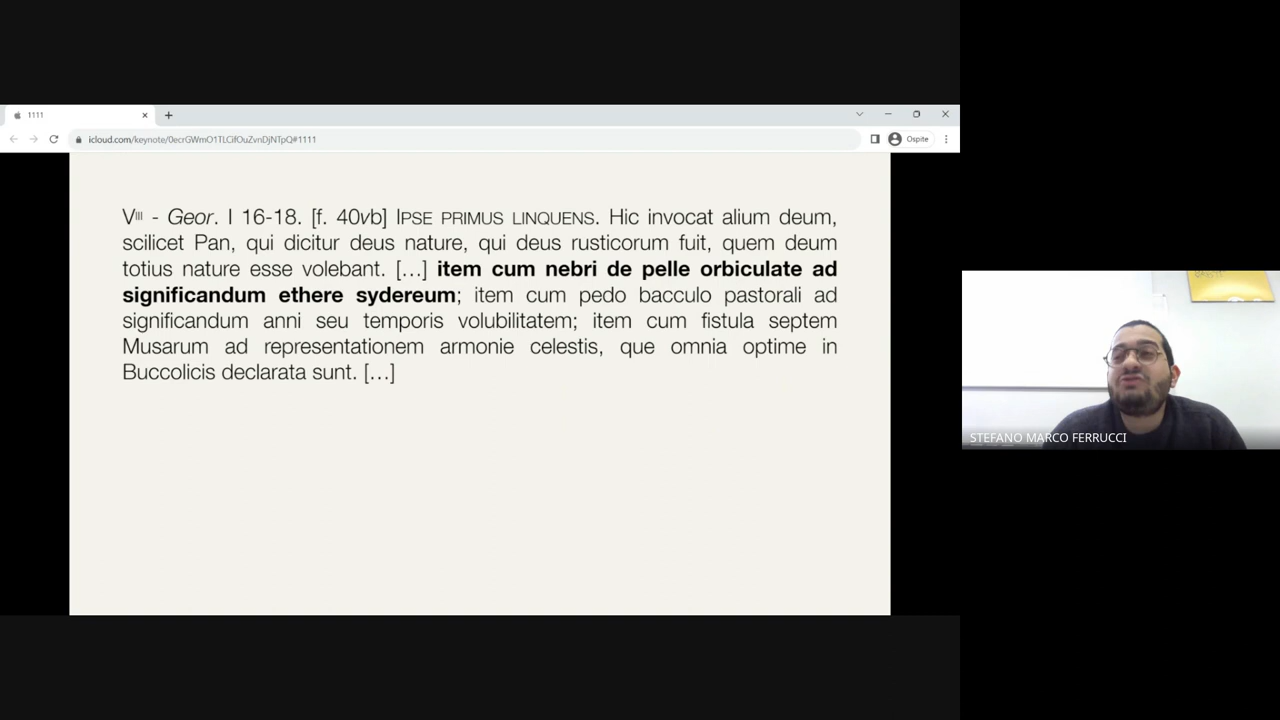 1111
icloud.com/keynote/0ecrGWmO1TLCifOuZvnDjNTpQ#1111
Ospite
VIII - Geor. I 16-18. [f. 40vb] IPSE PRIMUS LINQUENS. Hic invocat alium deum,
scilicet Pan, qui dicitur deus nature, qui deus rusticorum fuit, quem deum
totius nature esse volebant. […] item cum nebri de pelle orbiculate ad
significandum ethere sydereum; item cum pedo bacculo pastorali ad
significandum anni seu temporis volubilitatem; item cum fistula septem
Musarum ad representationem armonie celestis, que omnia optime in
Buccolicis declarata sunt. […]
STEFANO MARCO FERRUCCI